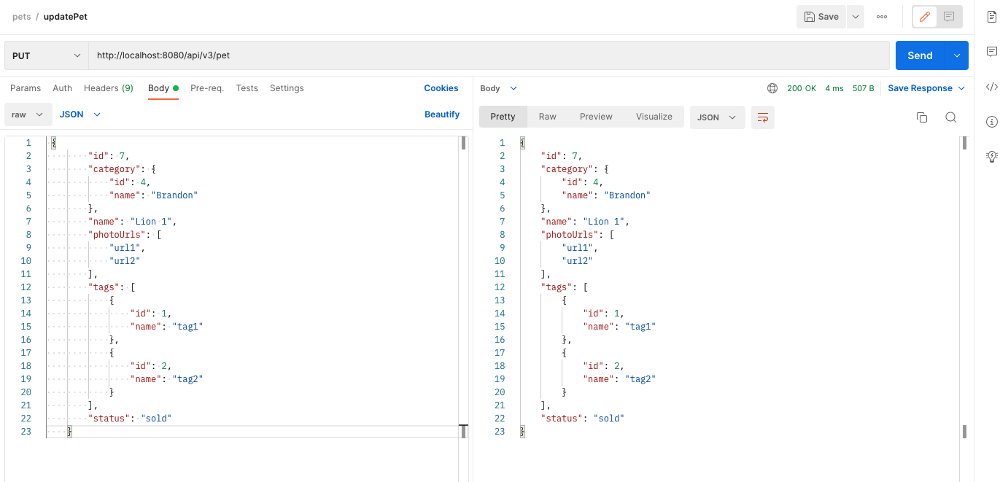 pets / updatePet
Save
PUT http://localhost:8080/api/v3/pet Send
Params Auth Headers (9) Body Pre-req. Tests Settings Cookies
raw JSON Beautify
1 {
2 "id": 7,
3 "category": {
4 "id": 4,
5 "name": "Brandon"
6 },
7 "name": "Lion 1",
8 "photoUrls": [
9 "url1",
10 "url2"
11 ],
12 "tags": [
13 {
14 "id": 1,
15 "name": "tag1"
16 },
17 {
18 "id": 2,
19 "name": "tag2"
20 }
21 ],
22 "status": "sold"
23 }
Body 200 OK 4 ms 507 B Save Response
Pretty Raw Preview Visualize JSON
1 {
2 "id": 7,
3 "category": {
4 "id": 4,
5 "name": "Brandon"
6 },
7 "name": "Lion 1",
8 "photoUrls": [
9 "url1",
10 "url2"
11 ],
12 "tags": [
13 {
14 "id": 1,
15 "name": "tag1"
16 },
17 {
18 "id": 2,
19 "name": "tag2"
20 }
21 ],
22 "status": "sold"
23 }